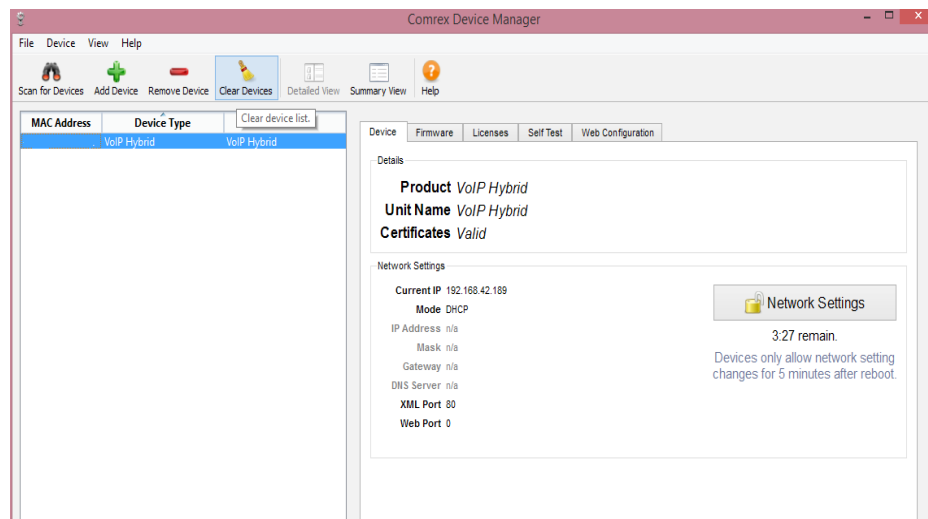 Comrex Device Manager
File Device View Help
Scan for Devices Add Device Remove Device Clear Devices Detailed View Summary View Help
Clear device list.
MAC Address Device Type
VoIP Hybrid VoIP Hybrid
Device Firmware Licenses Self Test Web Configuration
Details
Product VoIP Hybrid
Unit Name VoIP Hybrid
Certificates Valid
Network Settings
Current IP 192.168.42.189
Mode DHCP
IP Address n/a
Mask n/a
Gateway n/a
DNS Server n/a
XML Port 80
Web Port 0
Network Settings
3:27 remain.
Devices only allow network setting
changes for 5 minutes after reboot.